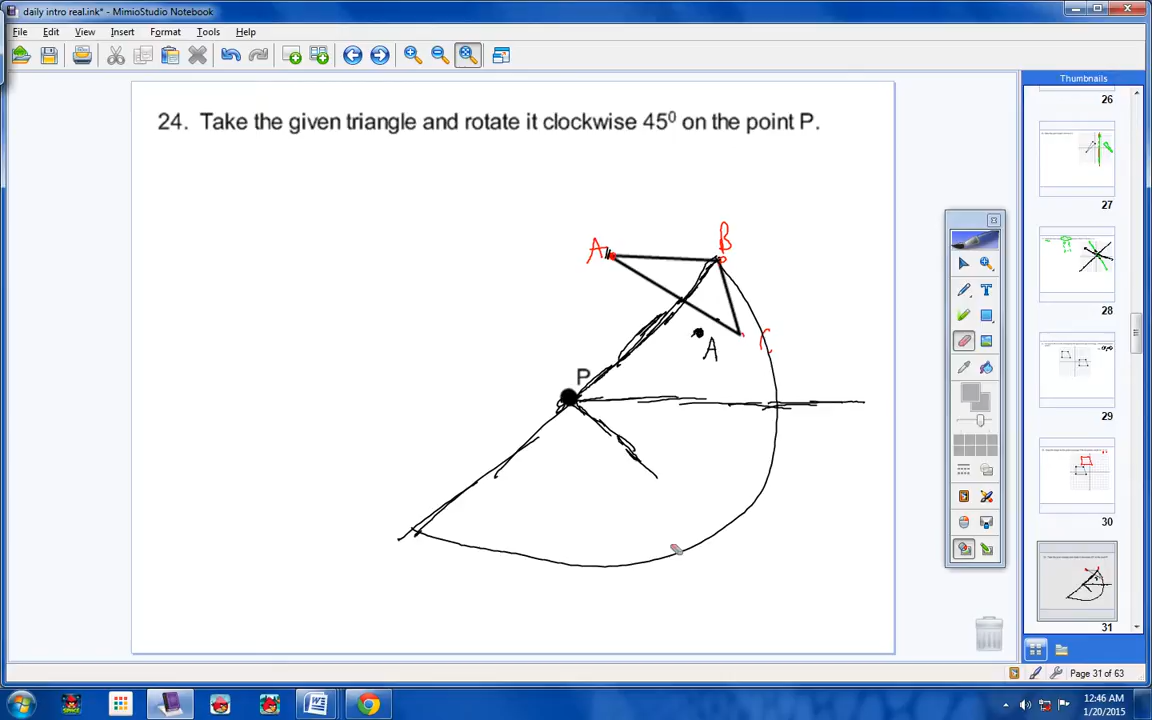 daily intro real.ink* - MimioStudio Notebook
File Edit View Insert Format Tools Help
Thumbnails
24. Take the given triangle and rotate it clockwise 45⁰ on the point P.
A
B
C
A
P
26
27
28
29
30
31
Page 31 of 63
12:46 AM
1/20/2015